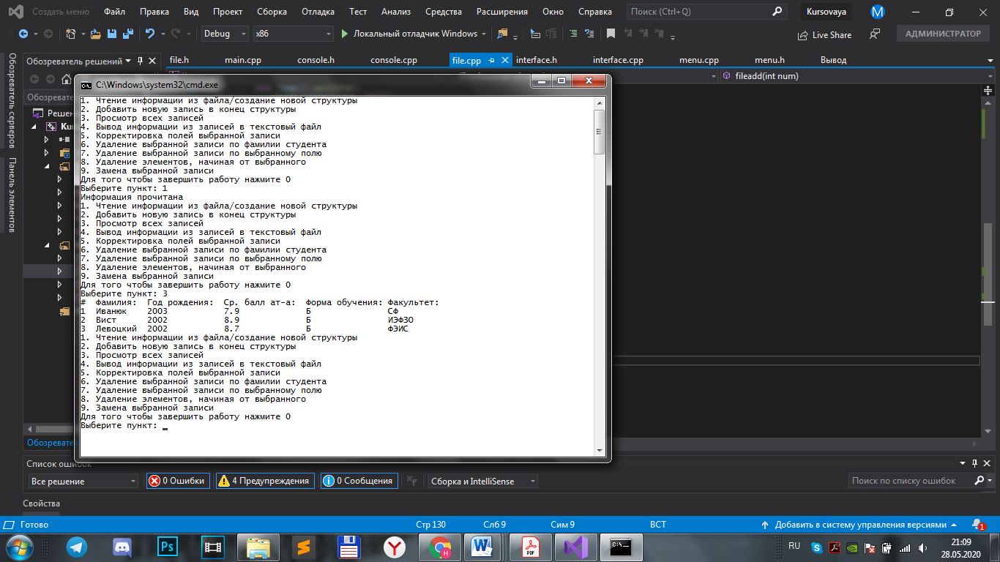 Создать меню Файл Правка Вид Проект Сборка Отладка Тест Анализ Средства Расширения Окно Справка Поиск (Ctrl+Q) Kursovaya M
Debug x86 Локальный отладчик Windows Live Share АДМИНИСТРАТОР
Обозреватель серверов
Панель элементов
Обозреватель решений file.h main.cpp console.h console.cpp file.cpp interface.h interface.cpp menu.cpp menu.h Вывод
fileadd(int num)
C:\Windows\system32\cmd.exe
1. Чтение информации из файла/создание новой структуры
2. Добавить новую запись в конец структуры
3. Просмотр всех записей
4. Вывод информации из записей в текстовый файл
5. Корректировка полей выбранной записи
6. Удаление выбранной записи по фамилии студента
7. Удаление выбранной записи по выбранному полю
8. Удаление элементов, начиная от выбранного
9. Замена выбранной записи
Для того чтобы завершить работу нажмите 0
Выберите пункт: 1
Информация прочитана
1. Чтение информации из файла/создание новой структуры
2. Добавить новую запись в конец структуры
3. Просмотр всех записей
4. Вывод информации из записей в текстовый файл
5. Корректировка полей выбранной записи
6. Удаление выбранной записи по фамилии студента
7. Удаление выбранной записи по выбранному полю
8. Удаление элементов, начиная от выбранного
9. Замена выбранной записи
Для того чтобы завершить работу нажмите 0
Выберите пункт: 3
# Фамилия: Год рождения: Ср. балл ат-а: Форма обучения: Факультет:
1 Иванюк 2003 7.9 Б СФ
2 Вист 2002 8.9 Б ИЭФЗО
3 Левоцкий 2002 8.7 Б ФЭИС
1. Чтение информации из файла/создание новой структуры
2. Добавить новую запись в конец структуры
3. Просмотр всех записей
4. Вывод информации из записей в текстовый файл
5. Корректировка полей выбранной записи
6. Удаление выбранной записи по фамилии студента
7. Удаление выбранной записи по выбранному полю
8. Удаление элементов, начиная от выбранного
9. Замена выбранной записи
Для того чтобы завершить работу нажмите 0
Выберите пункт:
Список ошибок
Все решение 0 Ошибки 4 Предупреждения 0 Сообщения Сборка и IntelliSense Поиск по списку ошибок
Свойства
Готово Стр 130 Слб 9 Сим 9 ВСТ Добавить в систему управления версиями 1
Ps H W PDF RU 21:09
28.05.2020